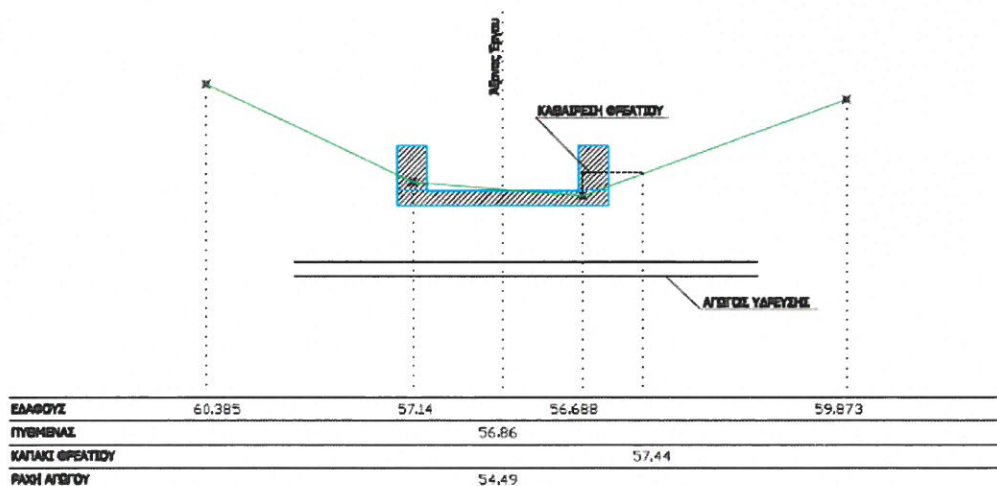 Άξονας Έργου
ΚΑΘΑΙΡΕΣΗ ΦΡΕΑΤΙΟΥ
ΑΓΩΓΟΣ ΥΔΡΕΥΣΗΣ
ΕΔΑΦΟΥΣ 60.385 57.14 56.688 59.873
ΠΥΘΜΕΝΑΣ 56.86
ΚΑΠΑΚΙ ΦΡΕΑΤΙΟΥ 57.44
ΡΑΧΗ ΑΓΩΓΟΥ 54.49